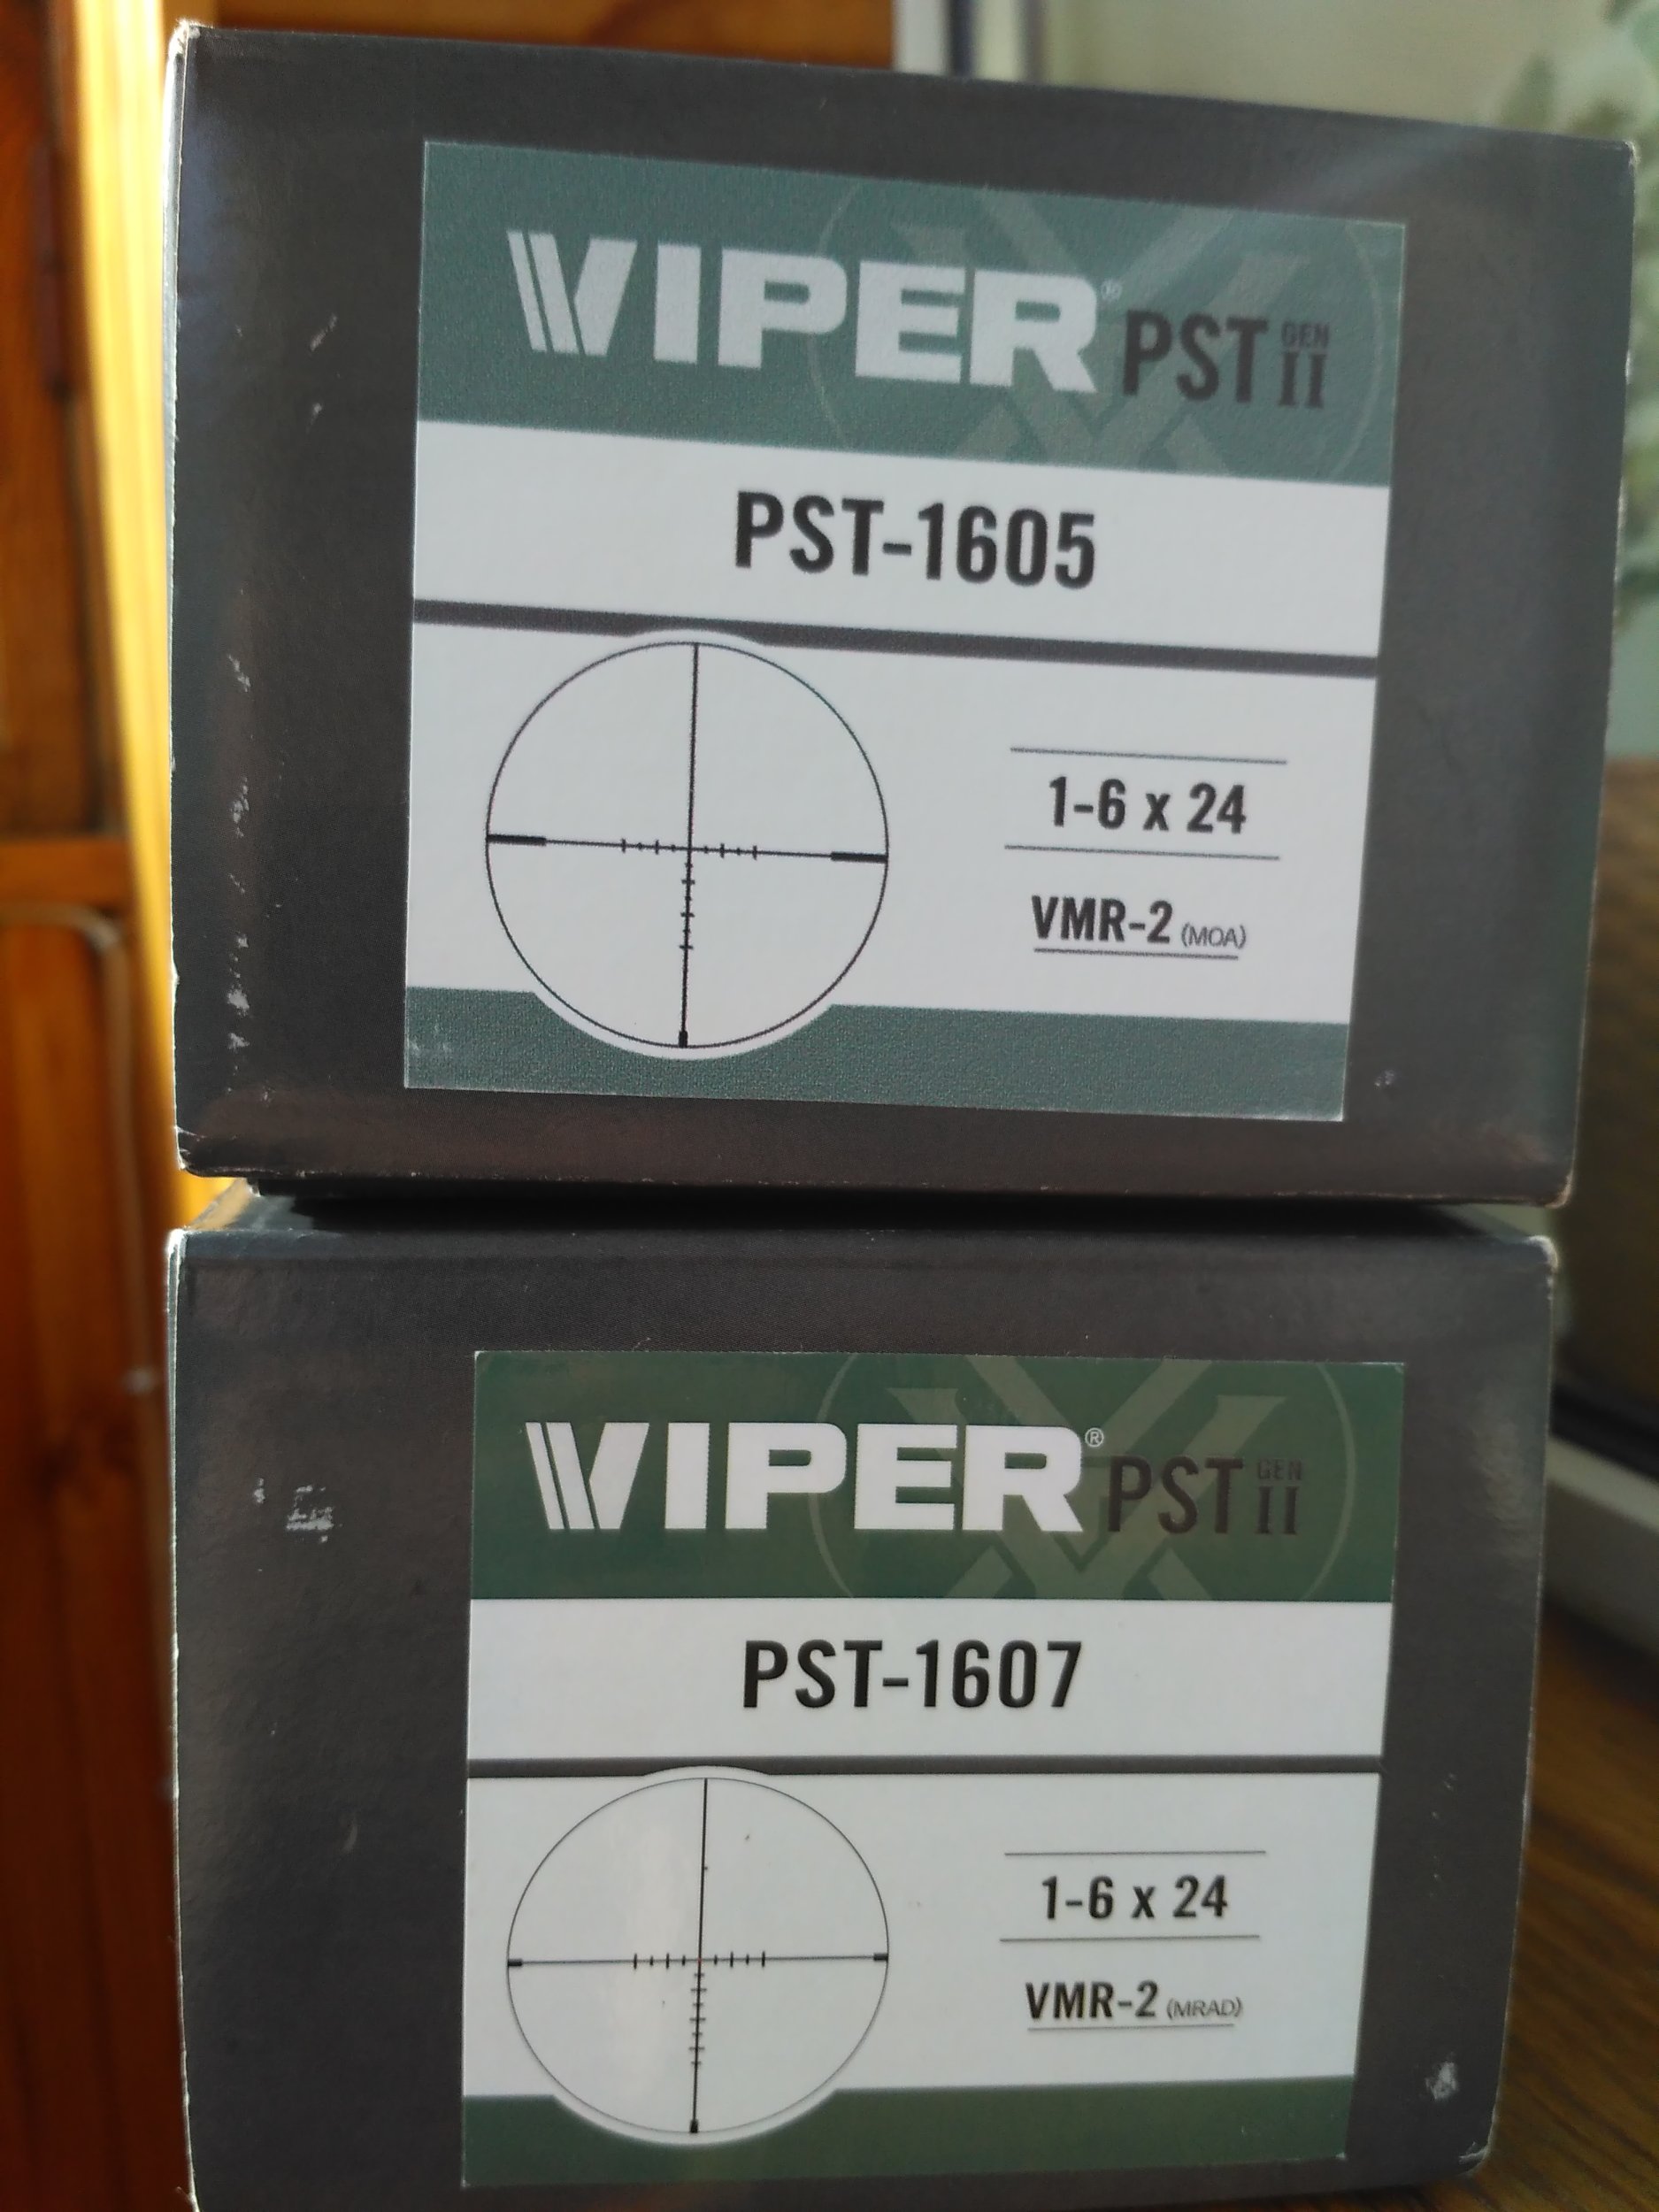 VIPER® PST GEN II
PST-1605
1-6 x 24
VMR-2 (MOA)
VIPER® PST GEN II
PST-1607
1-6 x 24
VMR-2 (MRAD)